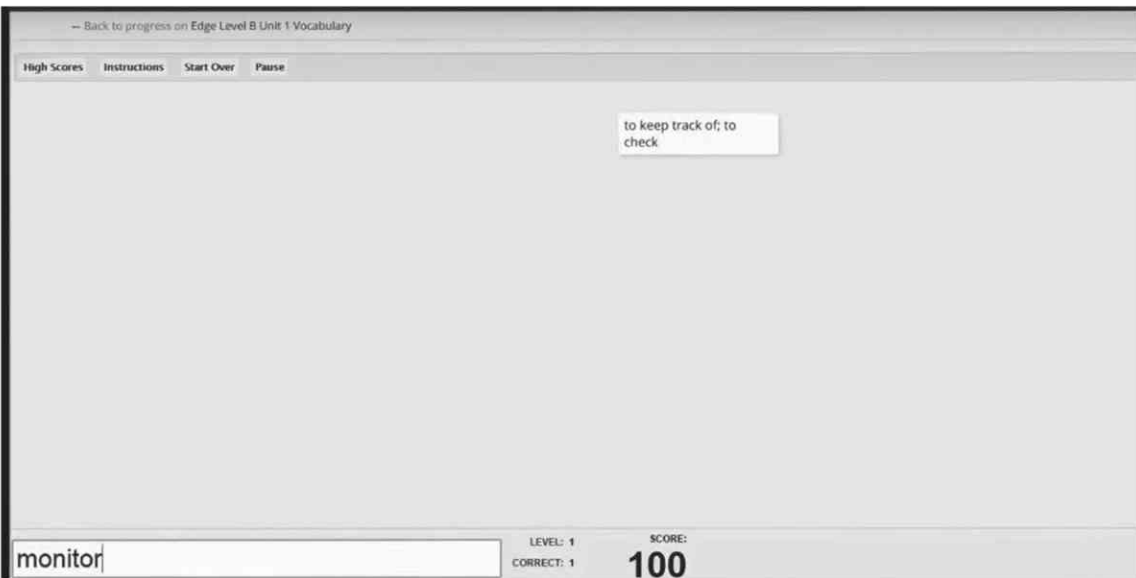 ← Back to progress on Edge Level B Unit 1 Vocabulary
High Scores Instructions Start Over Pause
to keep track of; to
check
monitor
LEVEL: 1
CORRECT: 1
SCORE:
100